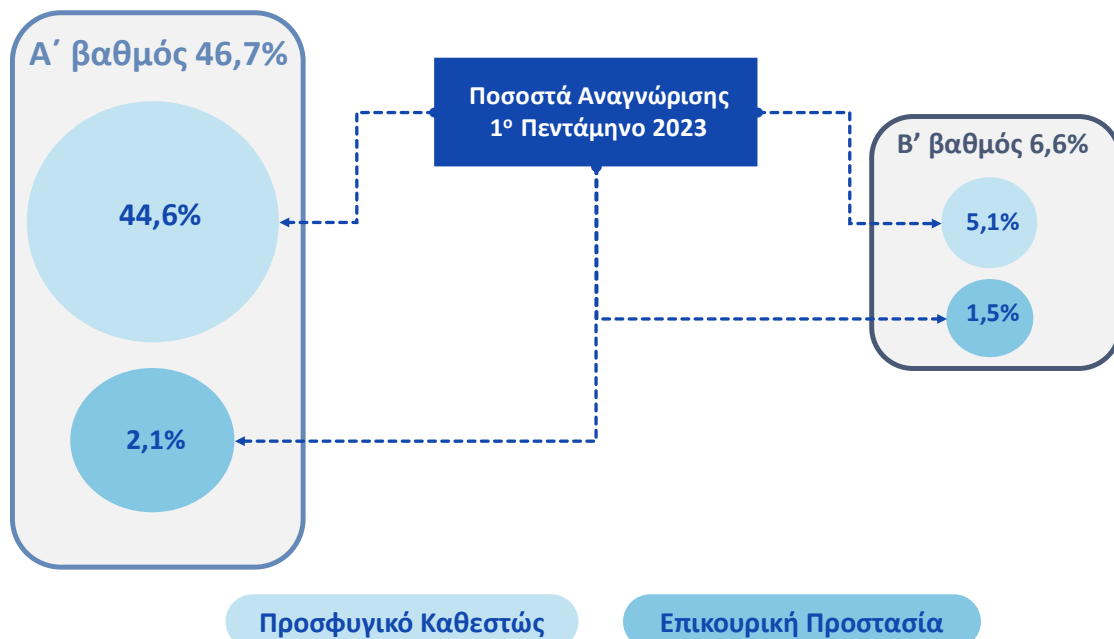 Α΄ βαθμός 46,7%
44,6%
2,1%
Ποσοστά Αναγνώρισης
1ο Πεντάμηνο 2023
Β’ βαθμός 6,6%
5,1%
1,5%
Προσφυγικό Καθεστώς
Επικουρική Προστασία